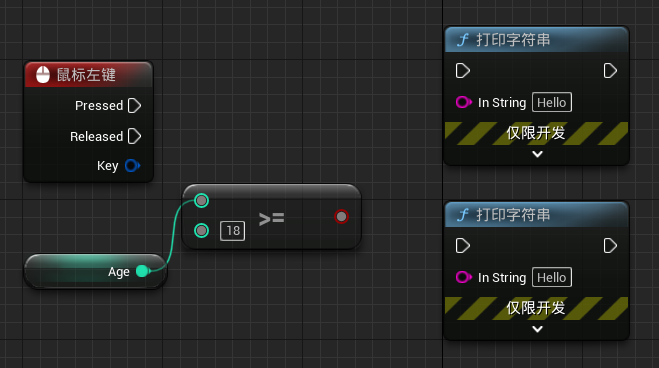 鼠标左键
Pressed
Released
Key
Age
18
>=
f 打印字符串
In String Hello
仅限开发
f 打印字符串
In String Hello
仅限开发